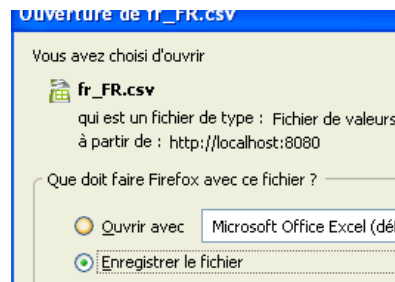 Ouverture de fr_FR.csv
Vous avez choisi d'ouvrir
fr_FR.csv
qui est un fichier de type : Fichier de valeurs
à partir de : http://localhost:8080
Que doit faire Firefox avec ce fichier ?
Ouvrir avec Microsoft Office Excel
Enregistrer le fichier